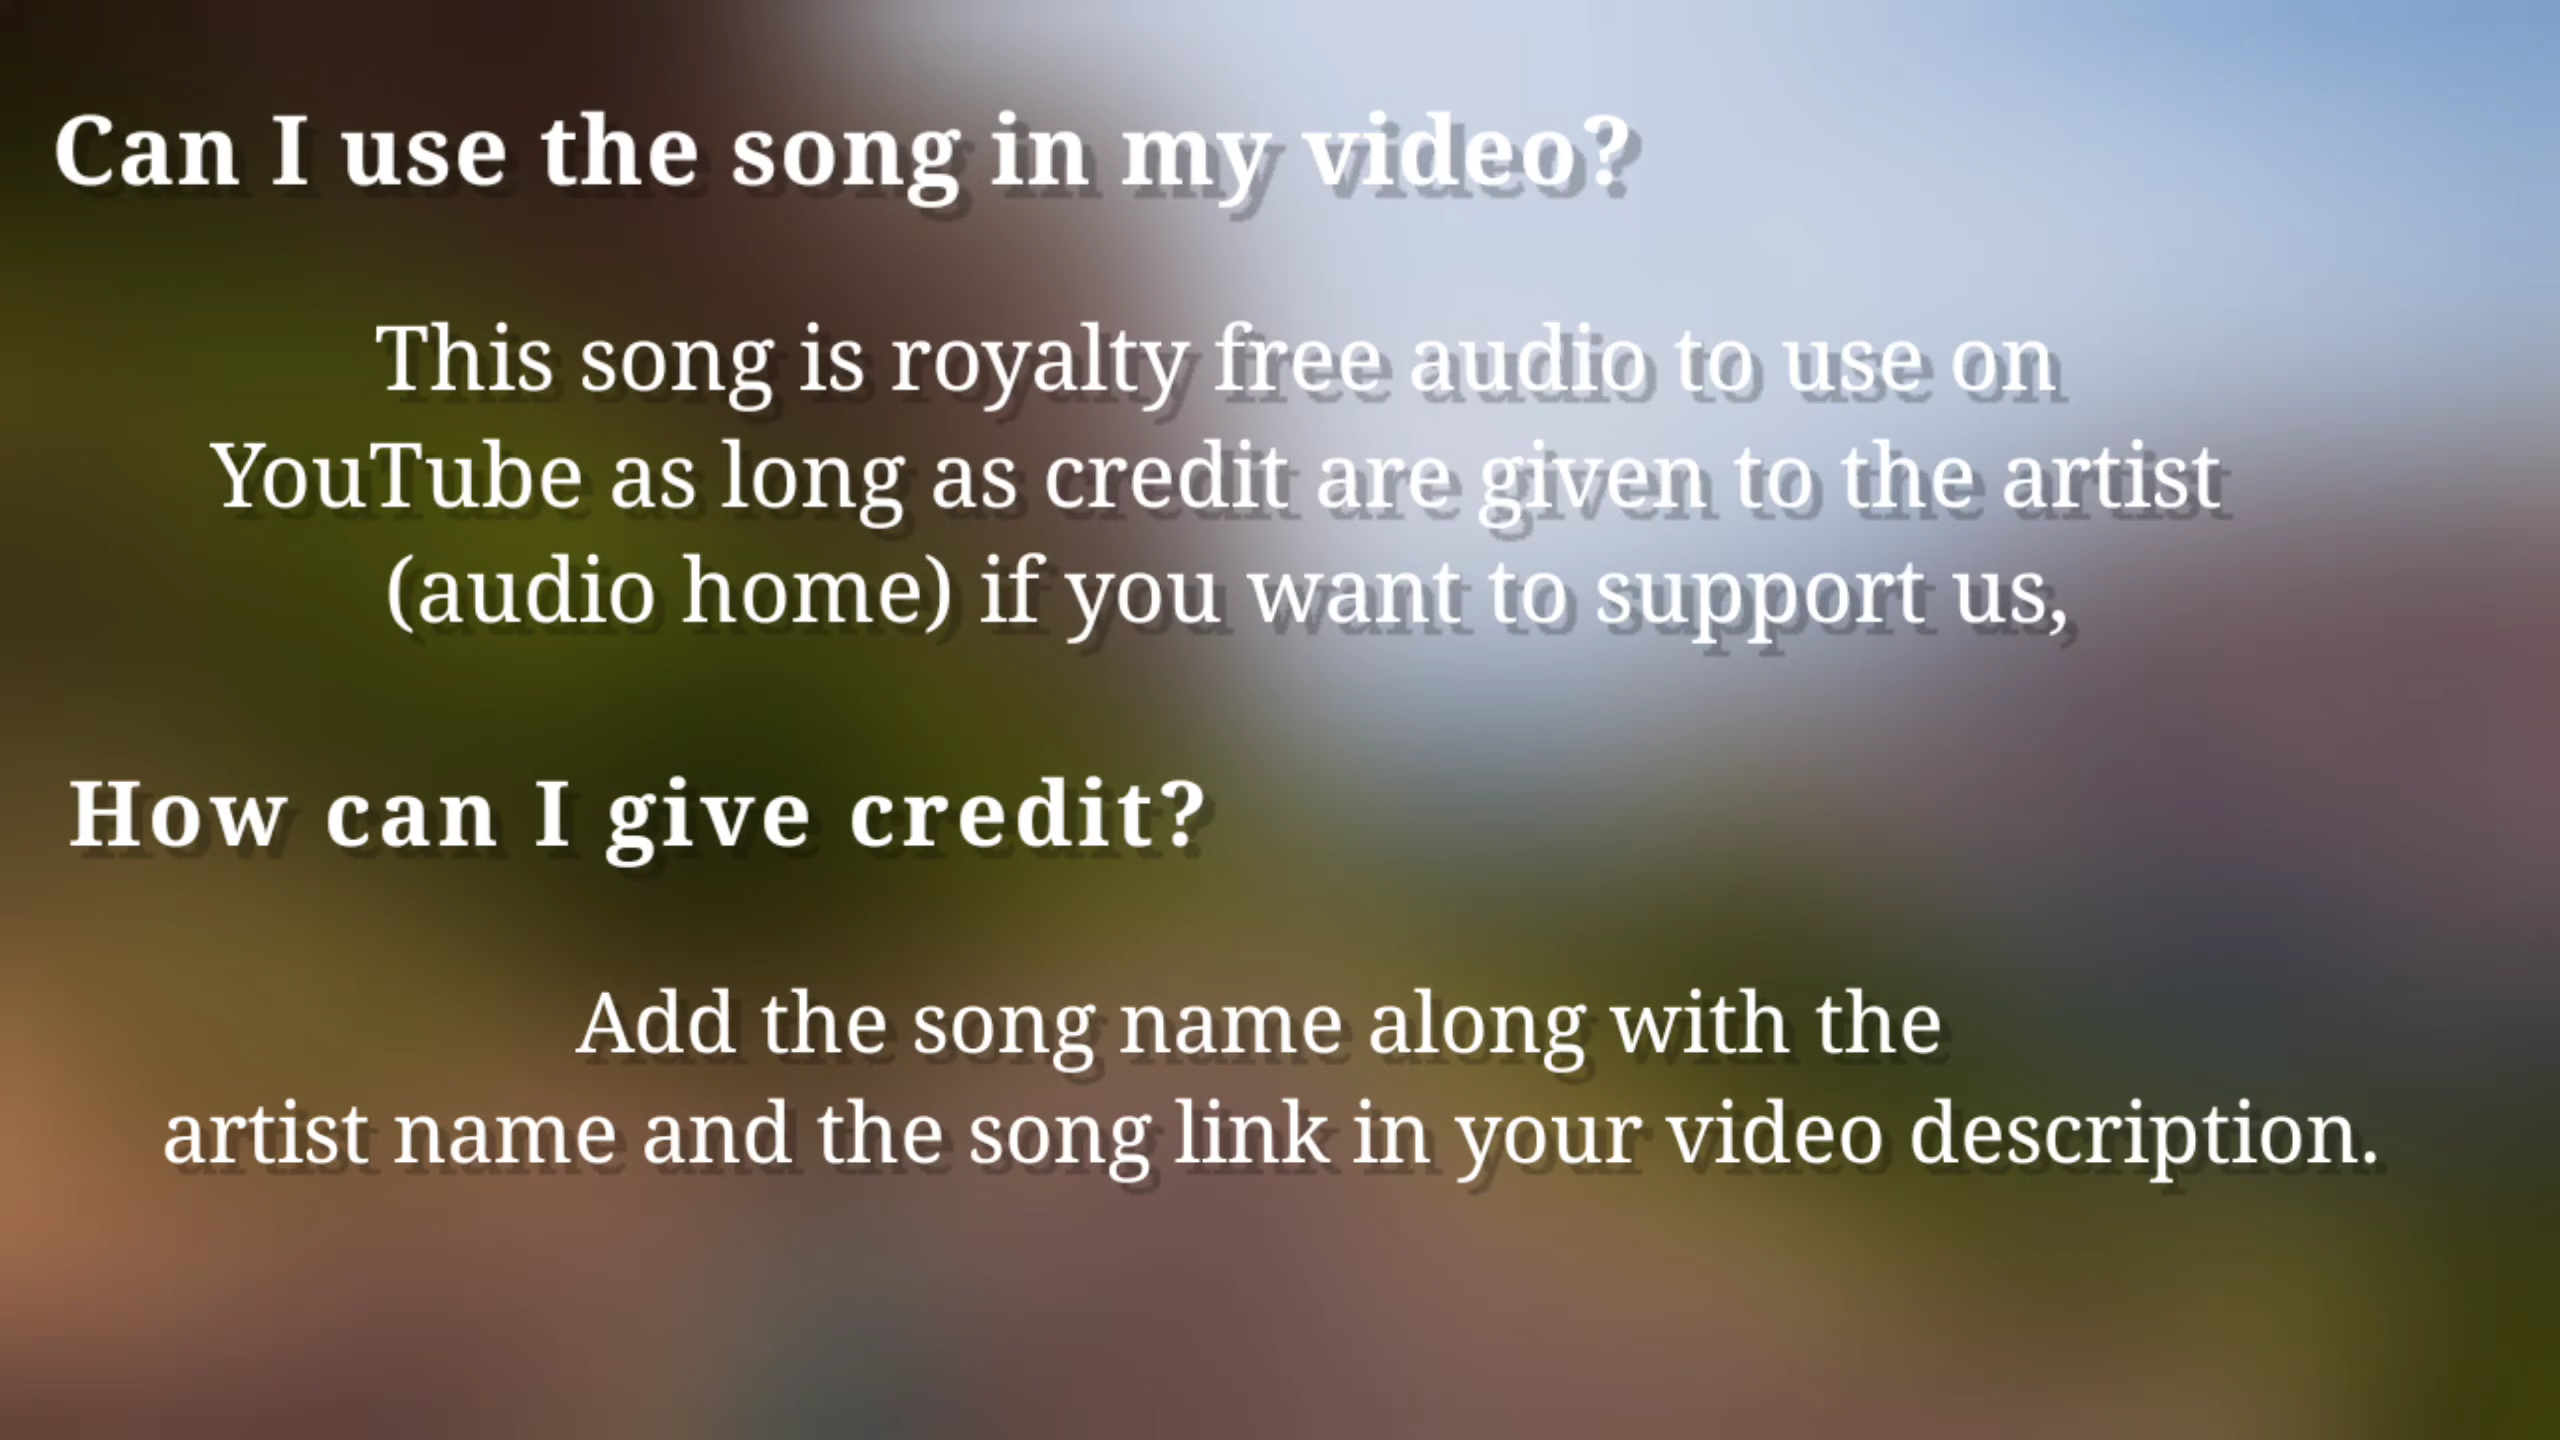 Can I use the song in my video?
This song is royalty free audio to use on
YouTube as long as credit are given to the artist
(audio home) if you want to support us,
How can I give credit?
Add the song name along with the
artist name and the song link in your video description.